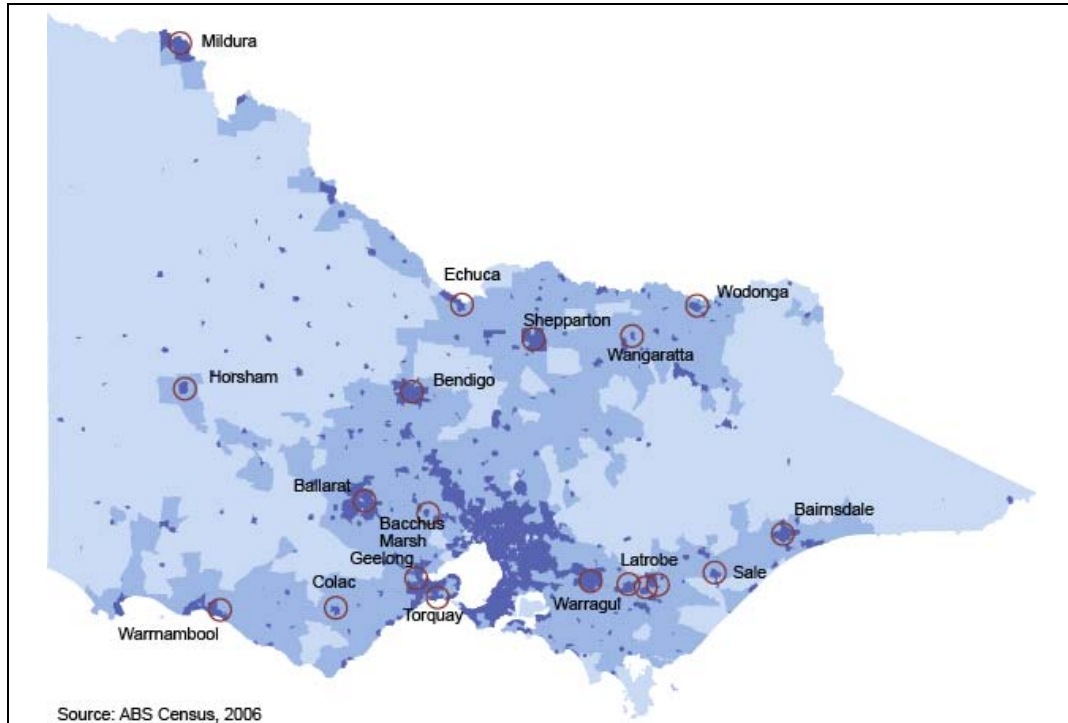 Mildura
Echuca
Wodonga
Shepparton
Wangaratta
Horsham
Bendigo
Ballarat
Bacchus
Marsh
Bairnsdale
Geelong
Latrobe
Colac
Sale
Warragul
Torquay
Warrnambool
Source: ABS Census, 2006